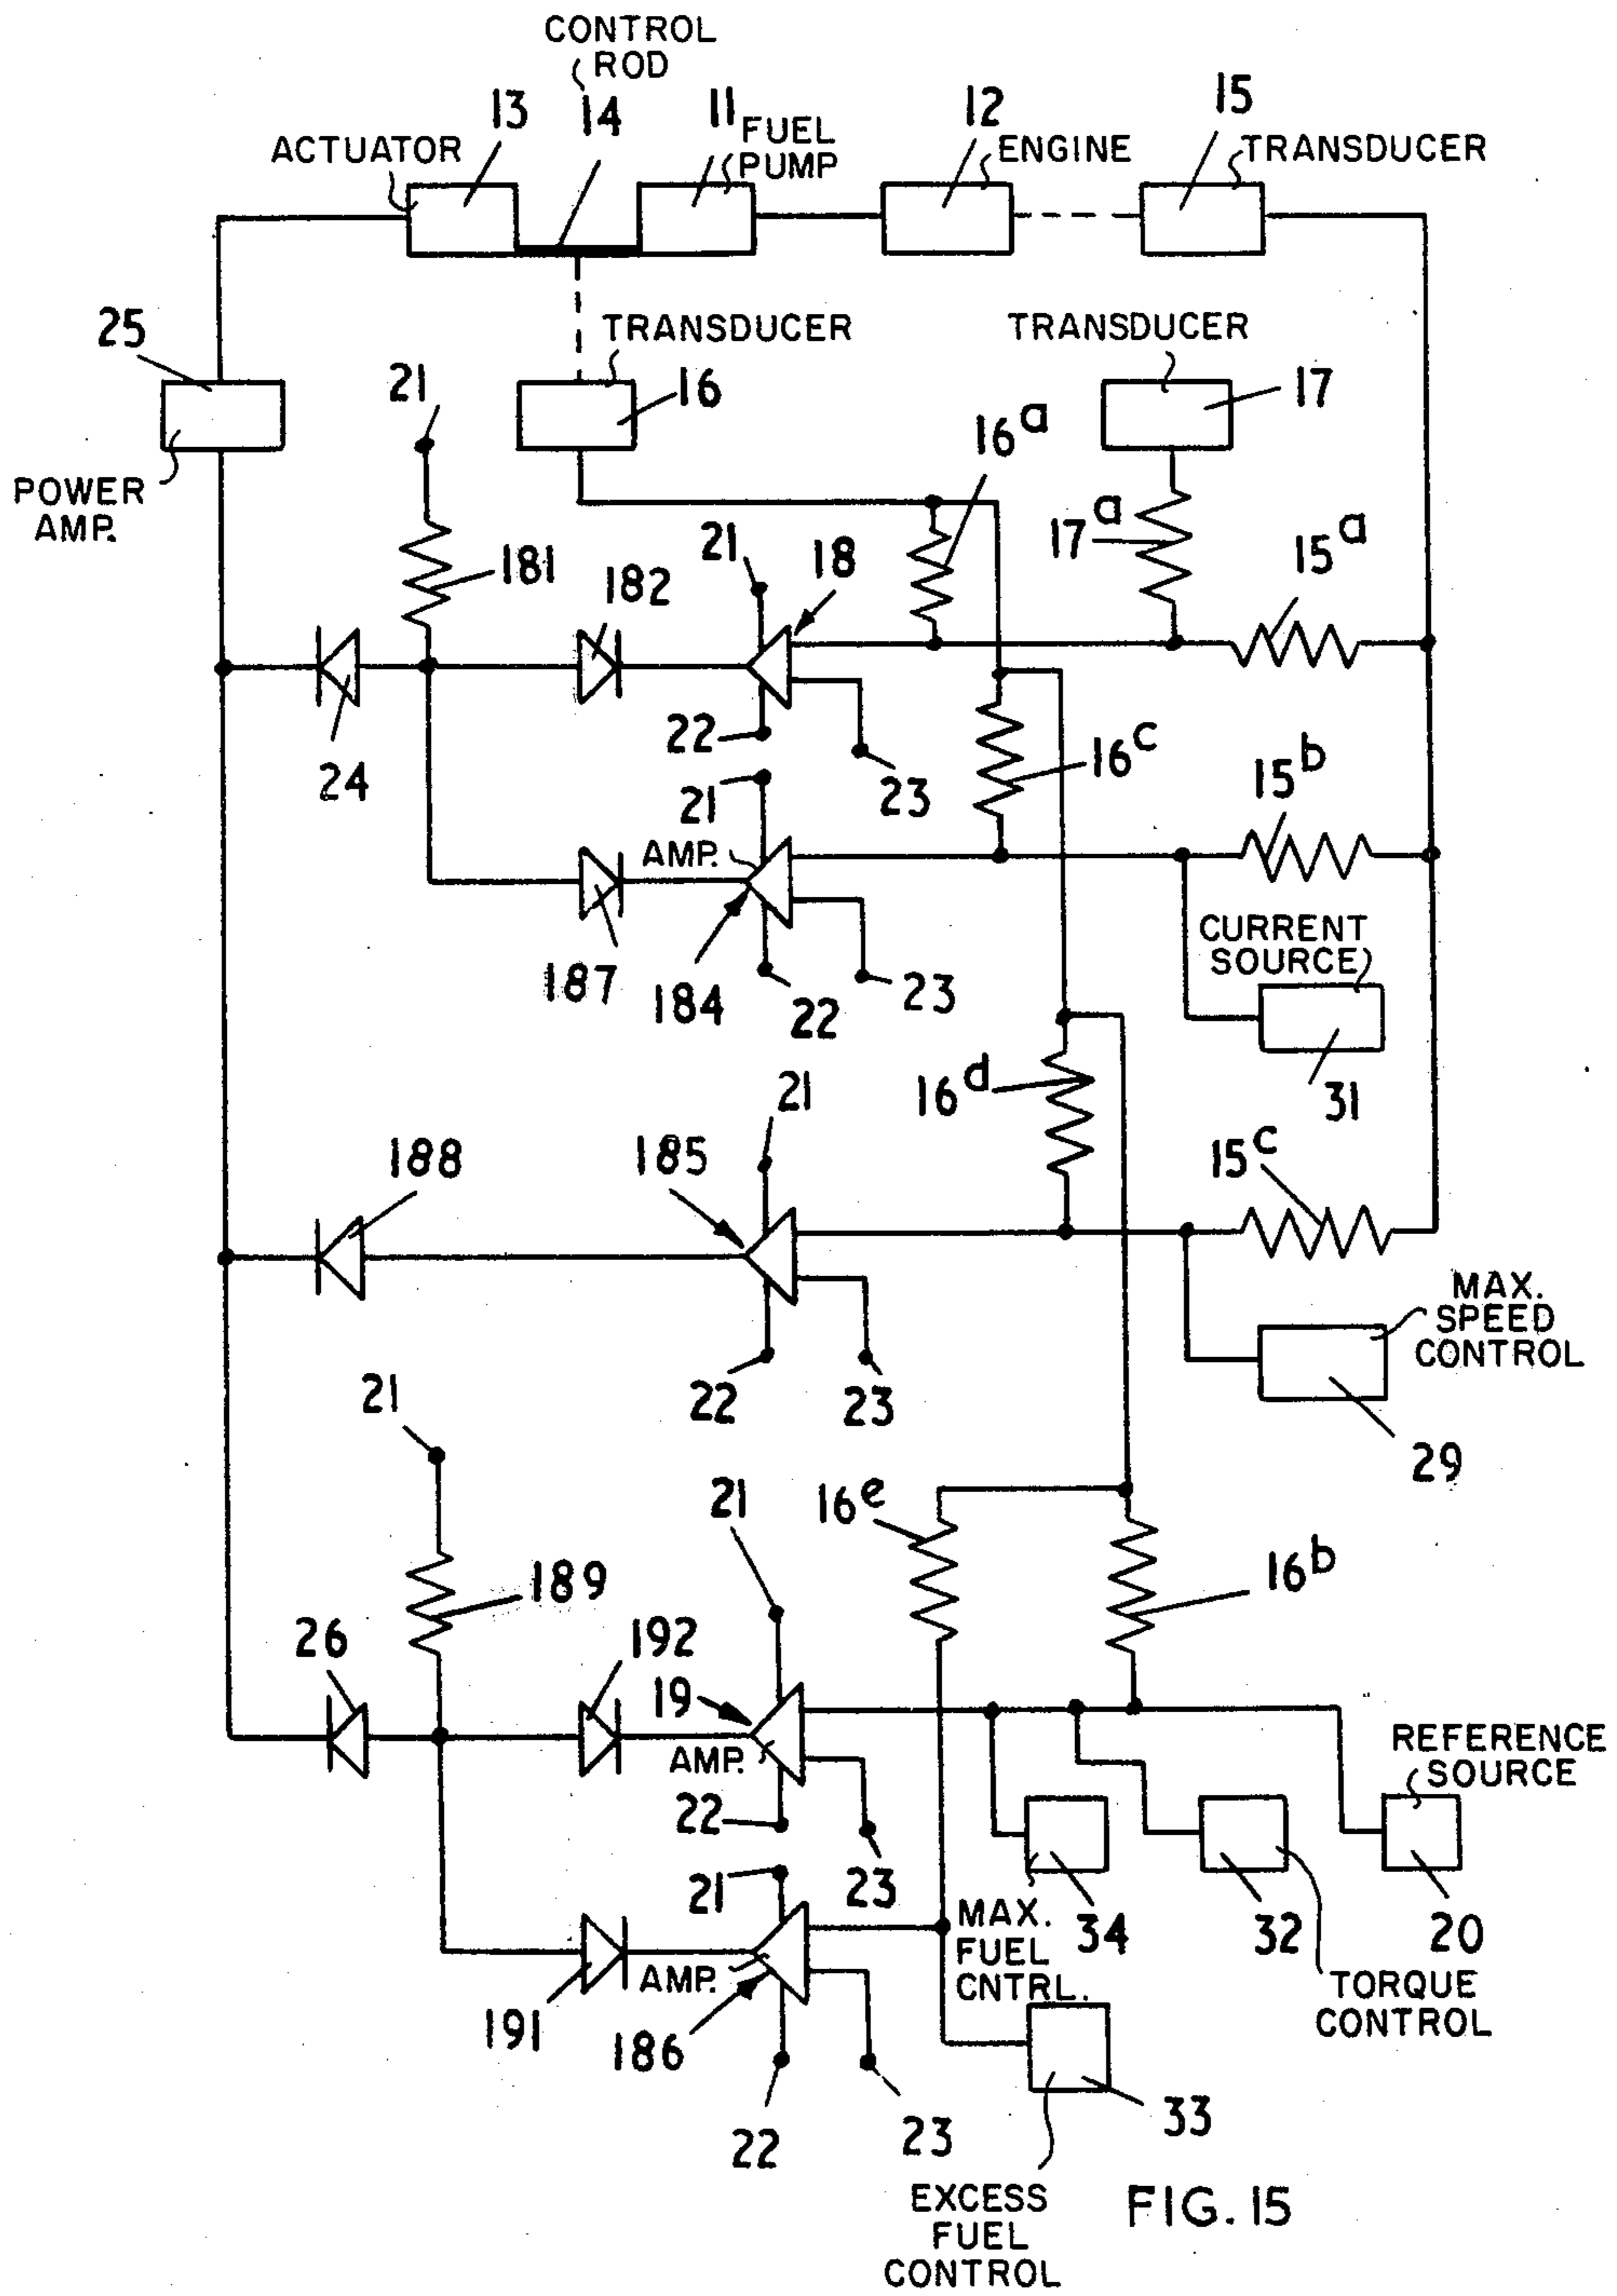 CONTROL
ROD
13
14
11
FUEL
PUMP
12
ENGINE
15
TRANSDUCER
ACTUATOR
25
POWER
AMP.
21
TRANSDUCER
16
16a
TRANSDUCER
17
17a
15a
181
182
21
18
24
22
23
16c
15b
21
AMP.
187
184
22
23
CURRENT
SOURCE
31
16d
21
188
185
15c
22
23
MAX.
SPEED
CONTROL
29
21
21
16e
16b
189
26
192
19
AMP.
22
23
REFERENCE
SOURCE
21
MAX.
FUEL
CNTRL.
34
32
20
191
AMP.
186
TORQUE
CONTROL
22
23
33
EXCESS
FUEL
CONTROL
FIG. 15